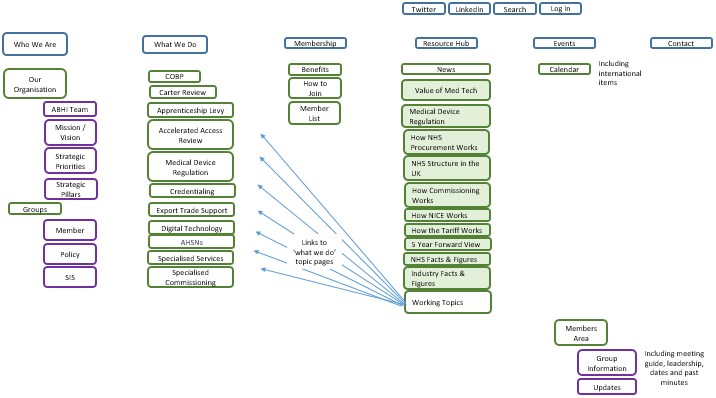 Twitter
LinkedIn
Search
Log In
Who We Are
What We Do
Membership
Resource Hub
Events
Contact
Our
Organisation
ABHI Team
Mission /
Vision
Strategic
Priorities
Strategic
Pillars
Groups
Member
Policy
SIS
COBP
Carter Review
Apprenticeship Levy
Accelerated Access
Review
Medical Device
Regulation
Credentialing
Export Trade Support
Digital Technology
AHSNs
Specialised Services
Specialised
Commissioning
Benefits
How to
Join
Member
List
Links to
'what we do'
topic pages
News
Value of Med Tech
Medical Device
Regulation
How NHS
Procurement Works
NHS Structure in the
UK
How Commissioning
Works
How NICE Works
How the Tariff Works
5 Year Forward View
NHS Facts & Figures
Industry Facts &
Figures
Working Topics
Calendar
Including
international
items
Members
Area
Group
Information
Updates
Including meeting
guide, leadership,
dates and past
minutes